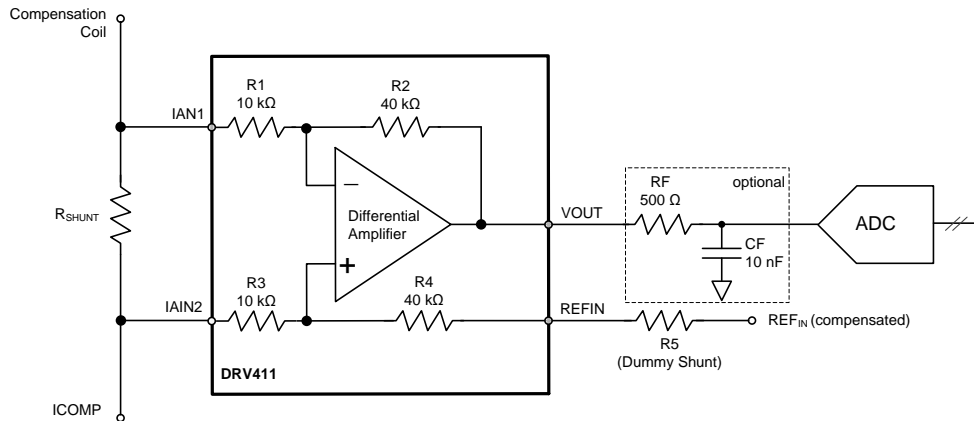 Compensation
Coil
IAN1
R1
10 kΩ
R2
40 kΩ
RSHUNT
−
Differential
Amplifier
+
VOUT
RF
500 Ω
optional
CF
10 nF
ADC
IAIN2
R3
10 kΩ
R4
40 kΩ
REFIN
R5
(Dummy Shunt)
REFIN (compensated)
DRV411
ICOMP